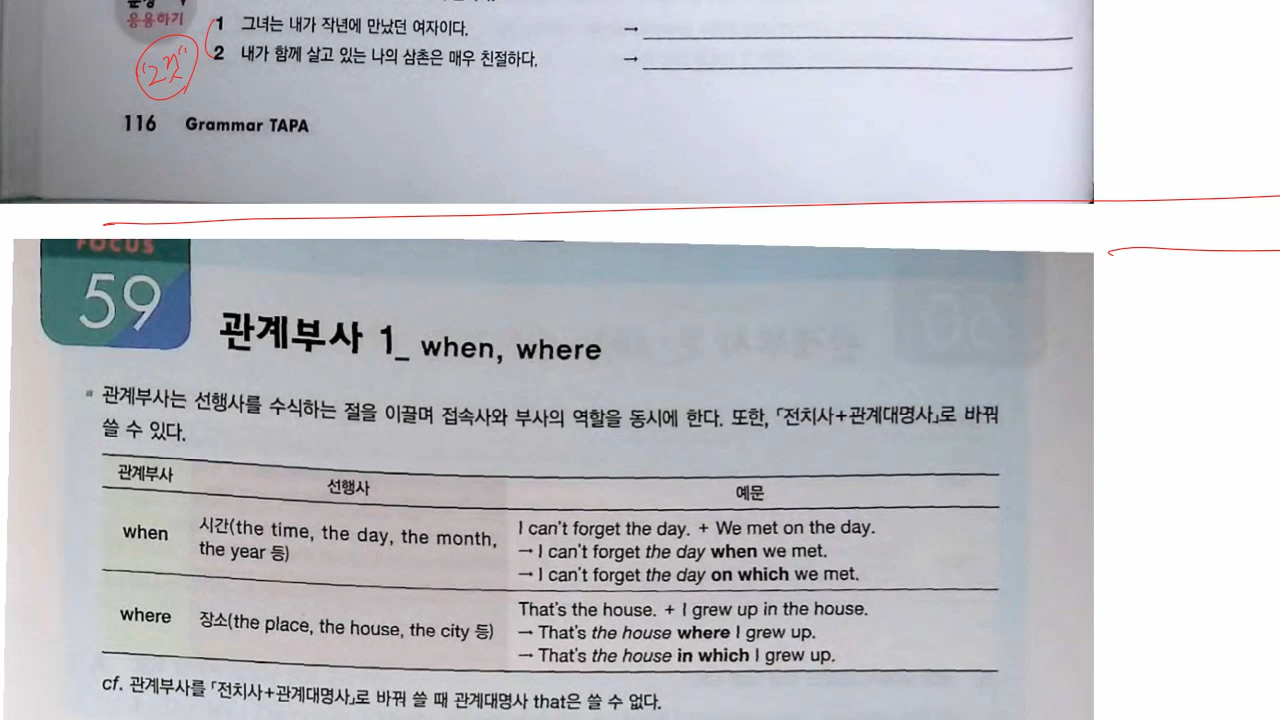 응용하기
1 그녀는 내가 작년에 만났던 여자이다. →
2 내가 함께 살고 있는 나의 삼촌은 매우 친절하다. →
116 Grammar TAPA
FOCUS
59
관계부사 1_ when, where
관계부사는 선행사를 수식하는 절을 이끌며 접속사와 부사의 역할을 동시에 한다. 또한, 「전치사+관계대명사」로 바꿔
쓸 수 있다.
관계부사 선행사 예문
when 시간(the time, the day, the month, the year 등)
I can't forget the day. + We met on the day.
→ I can't forget the day when we met.
→ I can't forget the day on which we met.
where 장소(the place, the house, the city 등)
That's the house. + I grew up in the house.
→ That's the house where I grew up.
→ That's the house in which I grew up.
cf. 관계부사를 「전치사+관계대명사」로 바꿔 쓸 때 관계대명사 that은 쓸 수 없다.